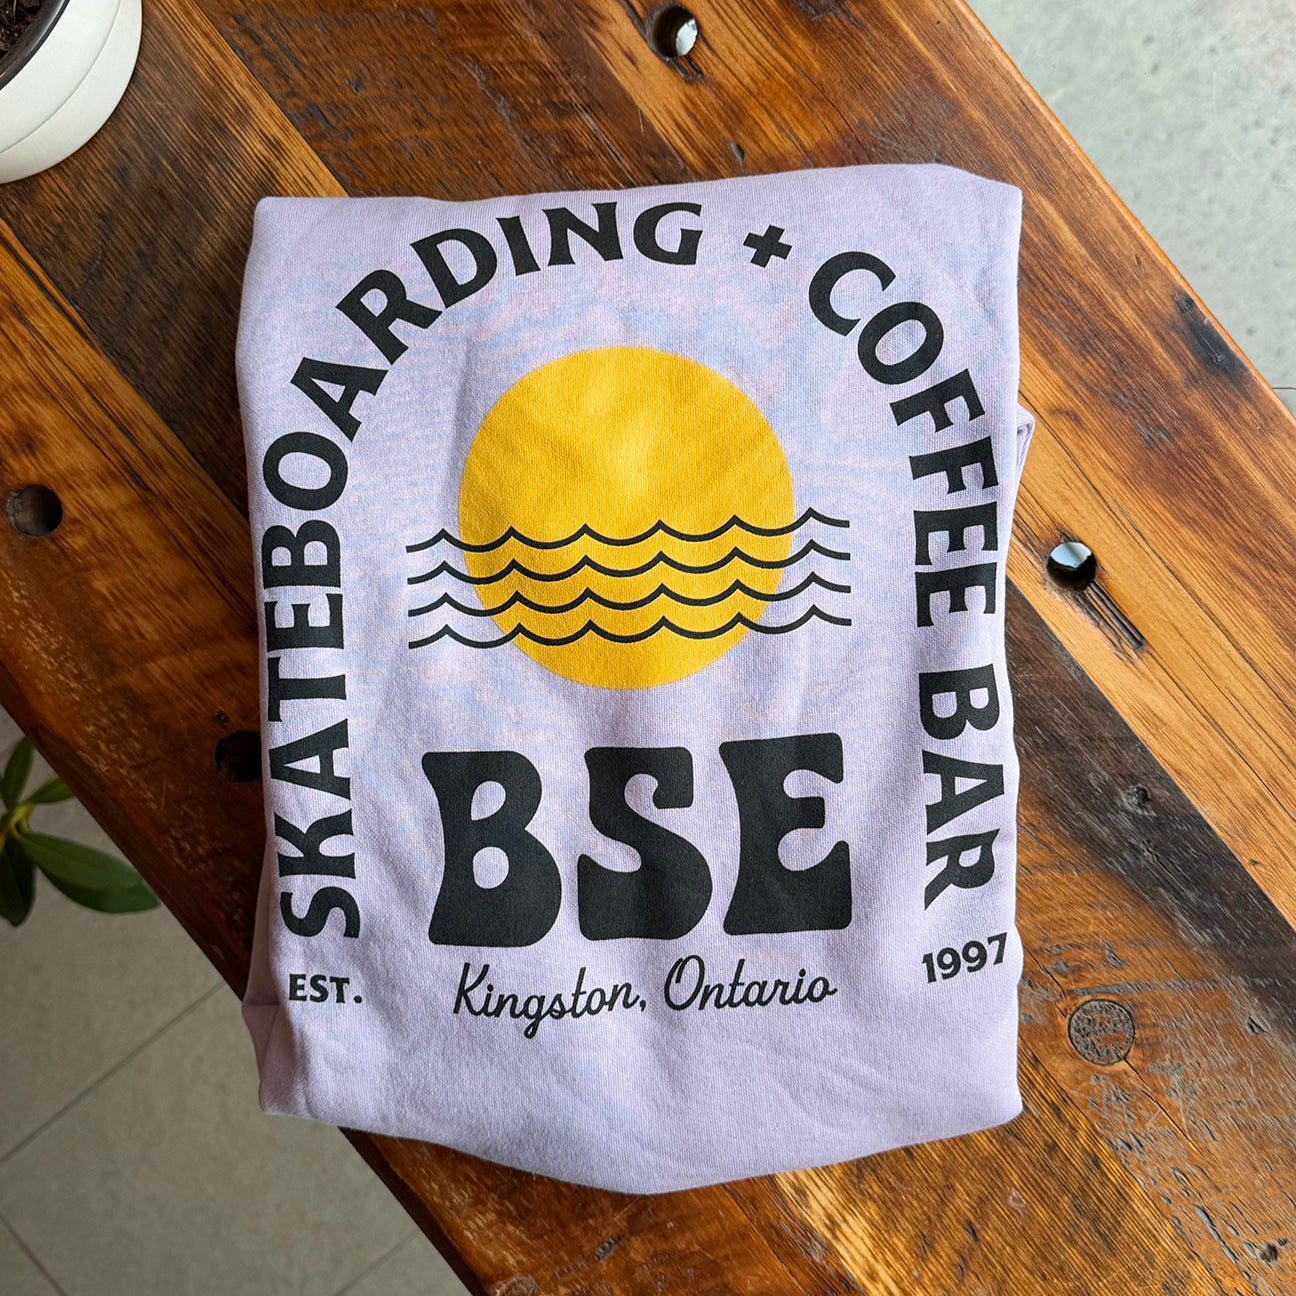 SKATEBOARDING + COFFEE BAR
BSE
EST.
Kingston, Ontario
1997